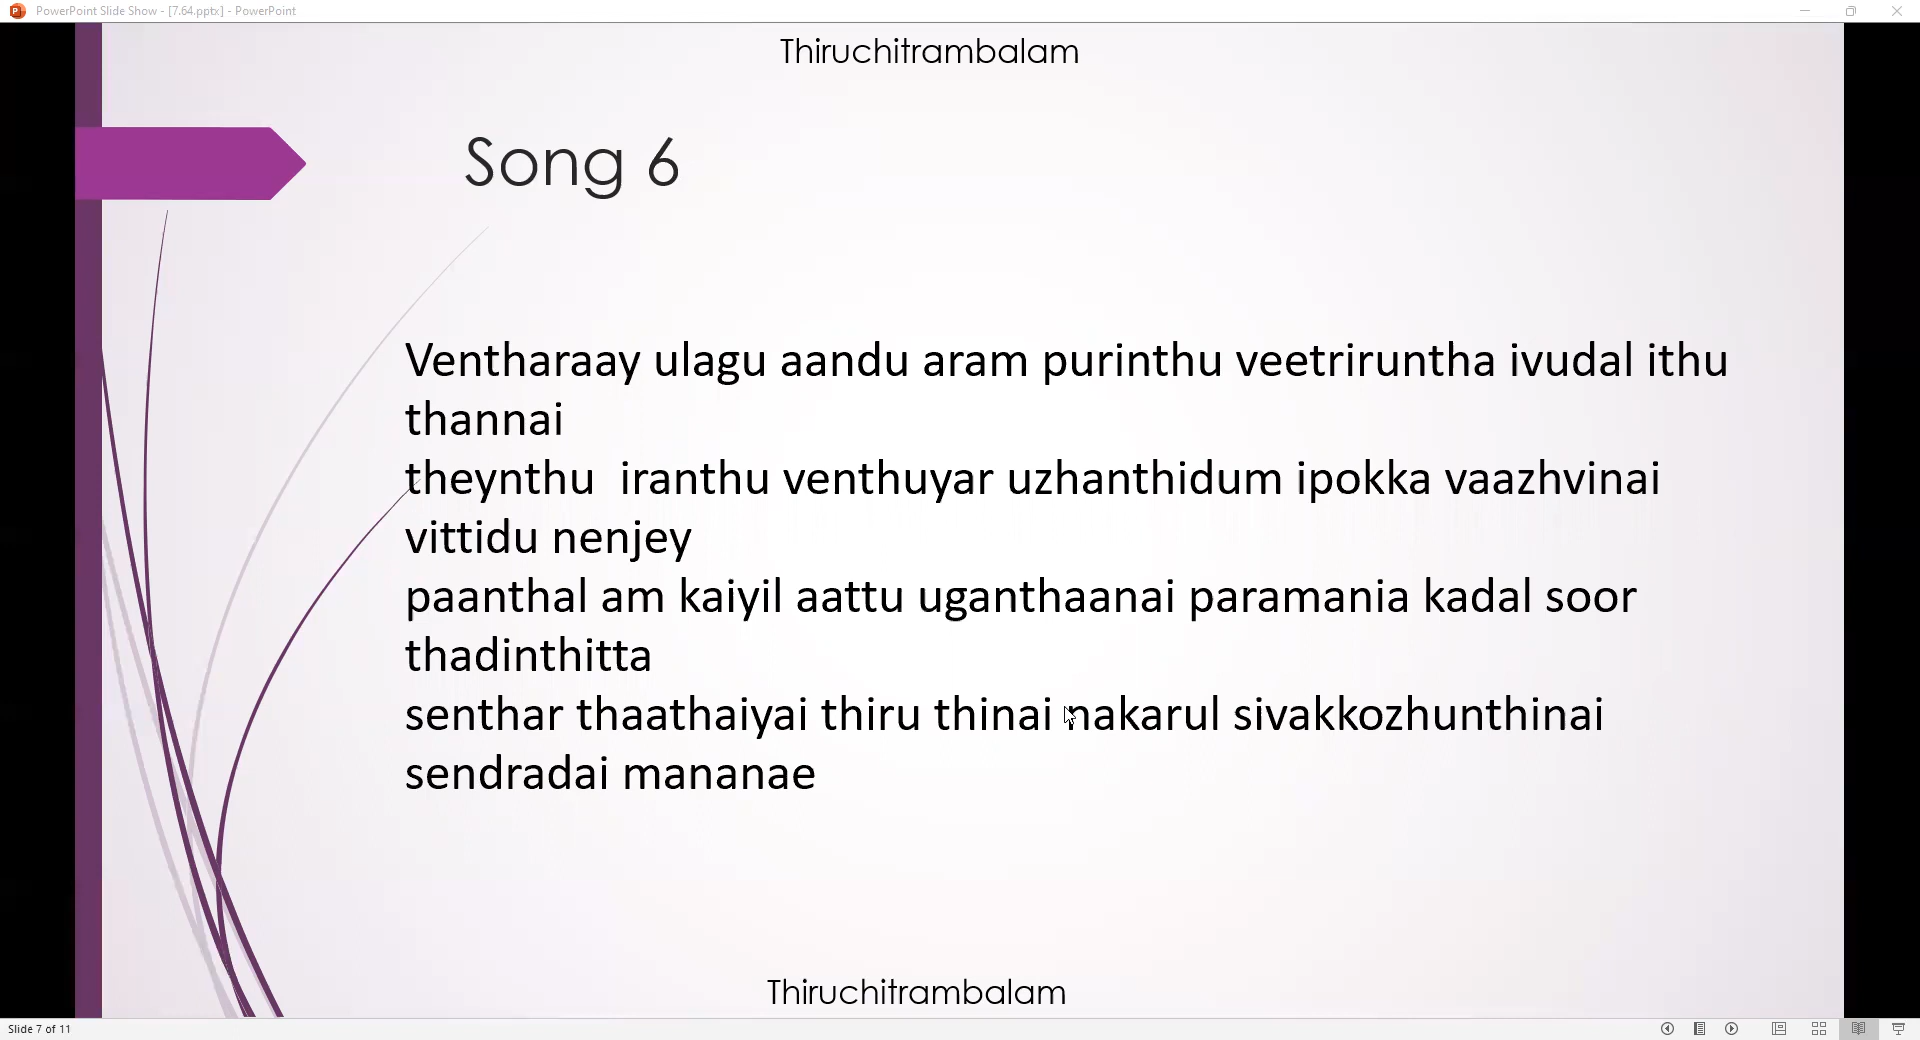 PowerPoint Slide Show - [7.64.pptx] - PowerPoint
Thiruchitrambalam
Song 6
Ventharaay ulagu aandu aram purinthu veetriruntha ivudal ithu
thannai
theynthu  iranthu venthuyar uzhanthidum ipokka vaazhvinai
vittidu nenjey
paanthal am kaiyil aattu uganthaanai paramania kadal soor
thadinthitta
senthar thaathaiyai thiru thinai nakarul sivakkozhunthinai
sendradai mananae
Thiruchitrambalam
Slide 7 of 11